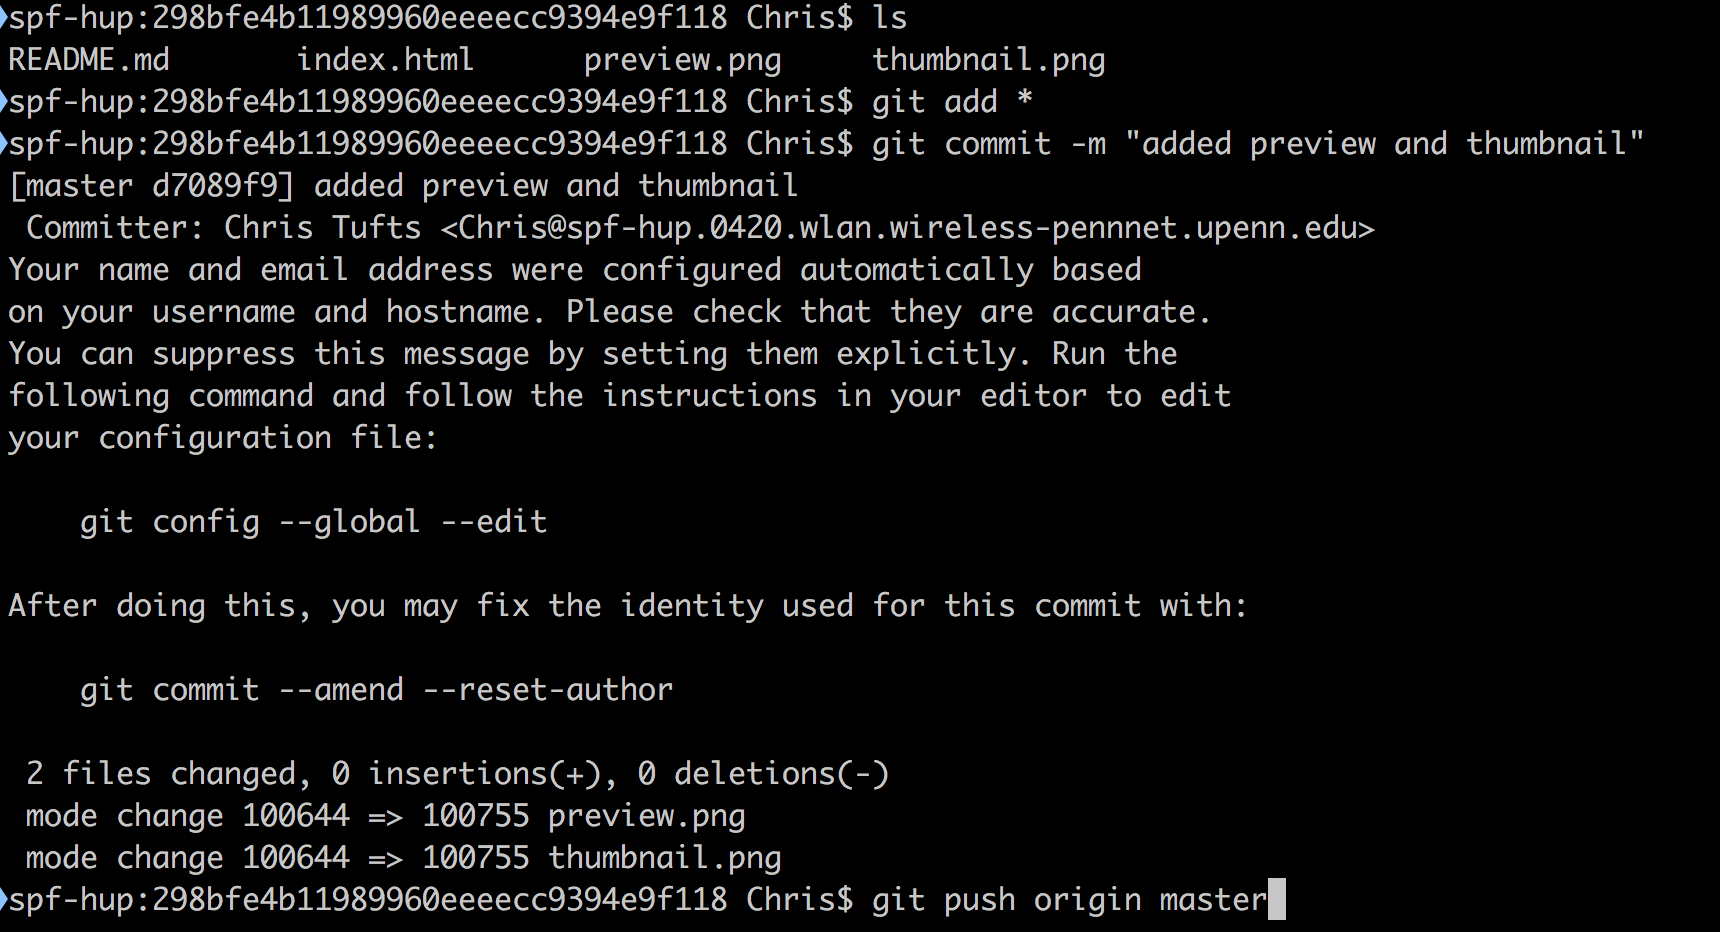 spf-hup:298bfe4b11989960eeeecc9394e9f118 Chris$ ls
README.md       index.html      preview.png     thumbnail.png
spf-hup:298bfe4b11989960eeeecc9394e9f118 Chris$ git add *
spf-hup:298bfe4b11989960eeeecc9394e9f118 Chris$ git commit -m "added preview and thumbnail"
[master d7089f9] added preview and thumbnail
 Committer: Chris Tufts <Chris@spf-hup.0420.wlan.wireless-pennnet.upenn.edu>
Your name and email address were configured automatically based
on your username and hostname. Please check that they are accurate.
You can suppress this message by setting them explicitly. Run the
following command and follow the instructions in your editor to edit
your configuration file:

    git config --global --edit

After doing this, you may fix the identity used for this commit with:

    git commit --amend --reset-author

 2 files changed, 0 insertions(+), 0 deletions(-)
 mode change 100644 => 100755 preview.png
 mode change 100644 => 100755 thumbnail.png
spf-hup:298bfe4b11989960eeeecc9394e9f118 Chris$ git push origin master